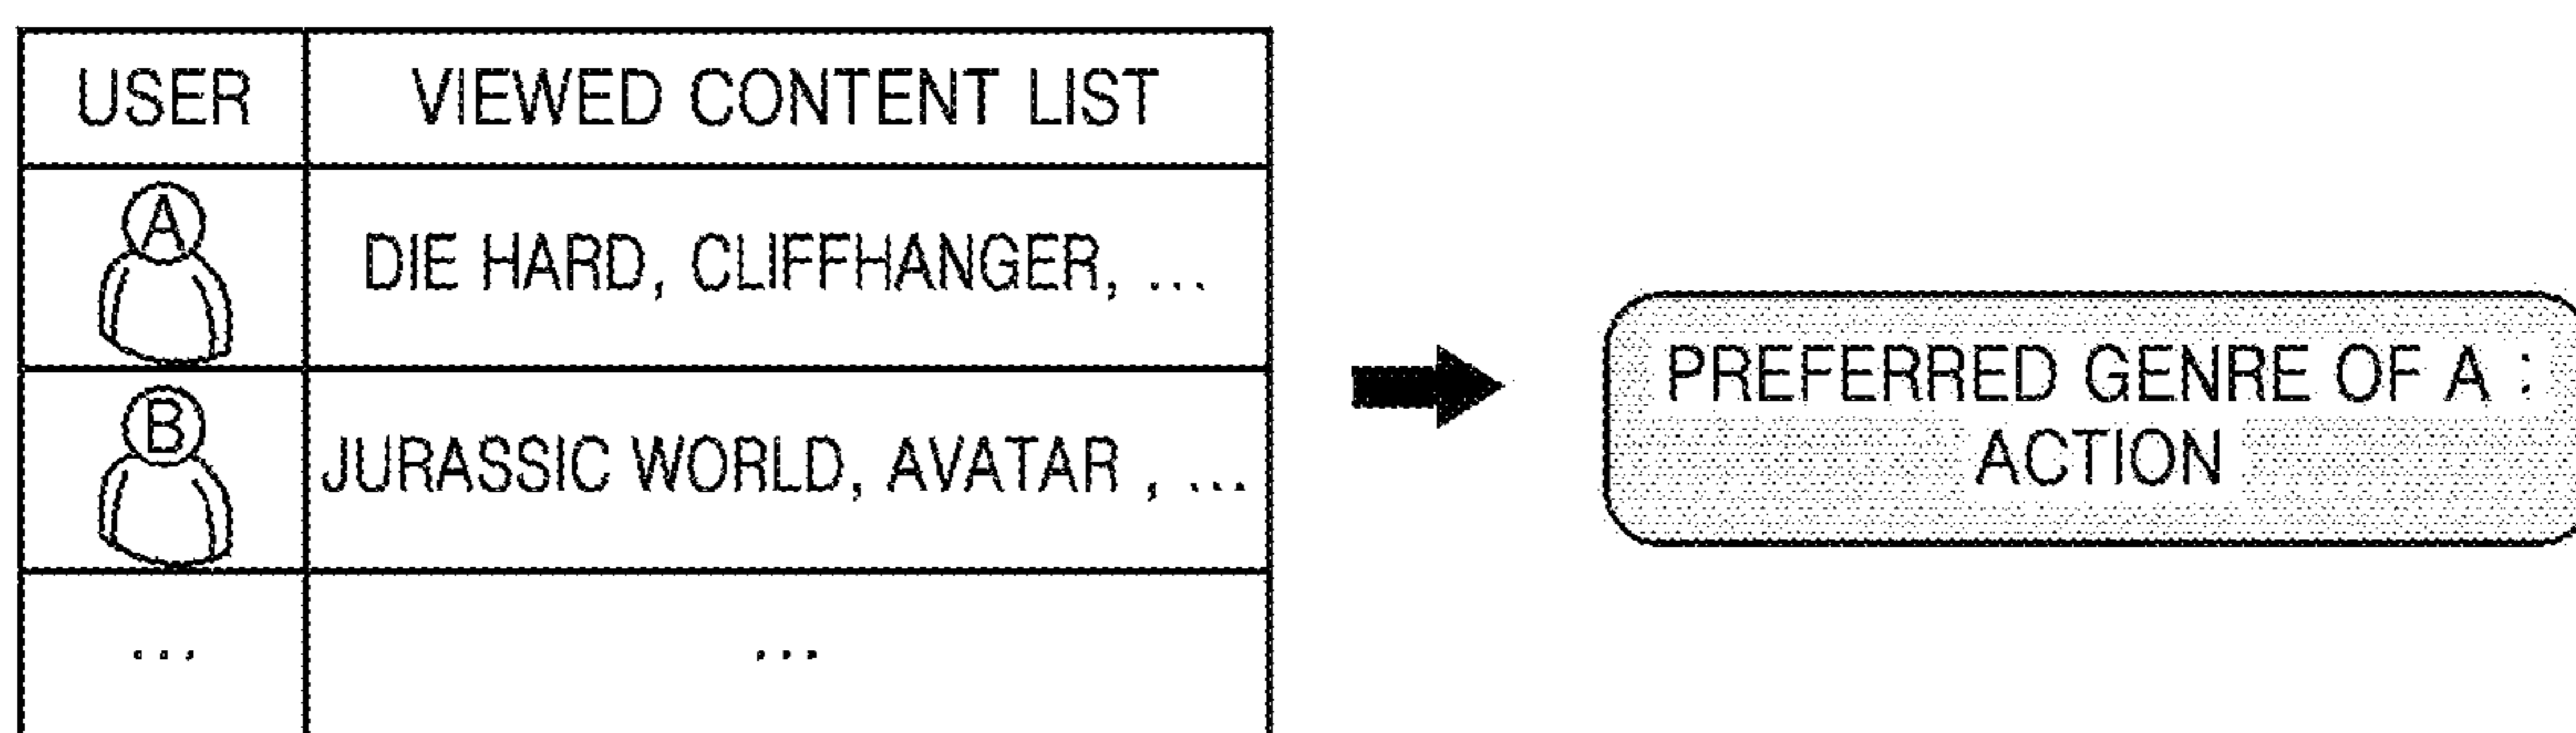 USER VIEWED CONTENT LIST
A DIE HARD, CLIFFHANGER, ...
B JURASSIC WORLD, AVATAR , ...
... ...
PREFERRED GENRE OF A :
ACTION